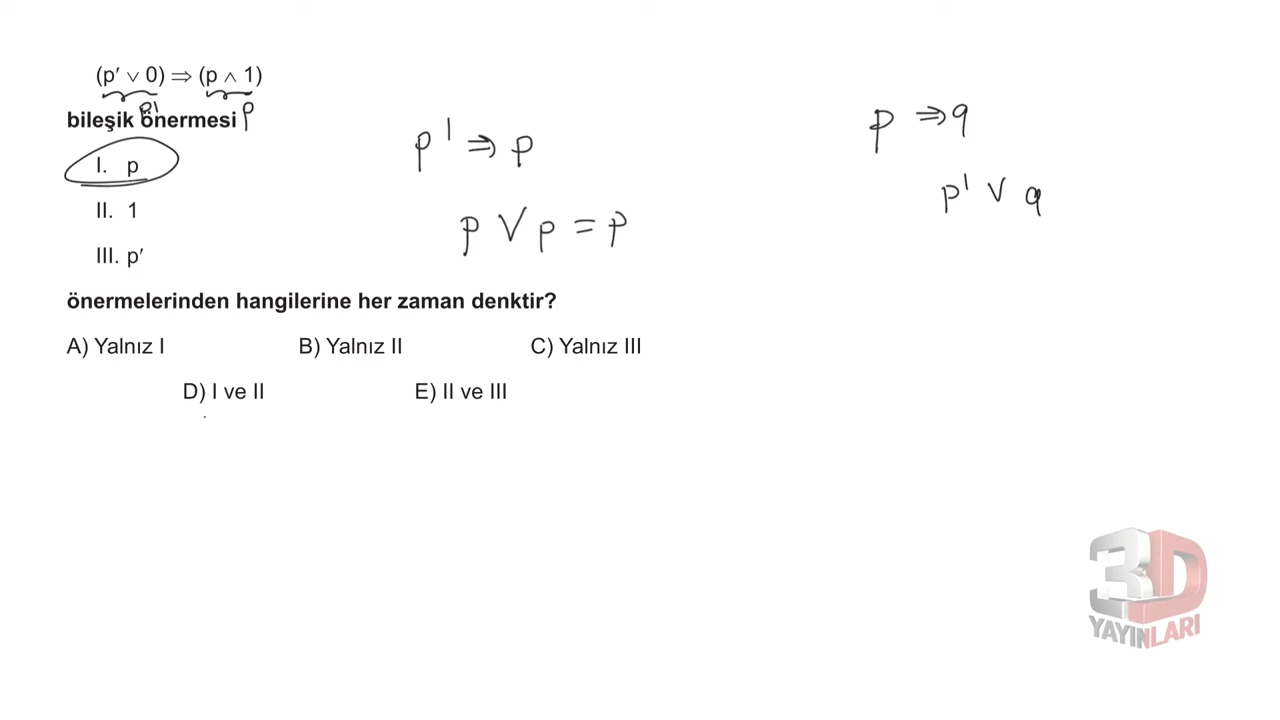 (p′ ∨ 0) ⇒ (p ∧ 1)
p' p
bileşik önermesi
I. p
II. 1
III. p′
önermelerinden hangilerine her zaman denktir?
A) Yalnız I B) Yalnız II C) Yalnız III
D) I ve II E) II ve III
p' ⇒ p
p ∨ p = p
p ⇒ q
p' ∨ q
3D
YAYINLARI